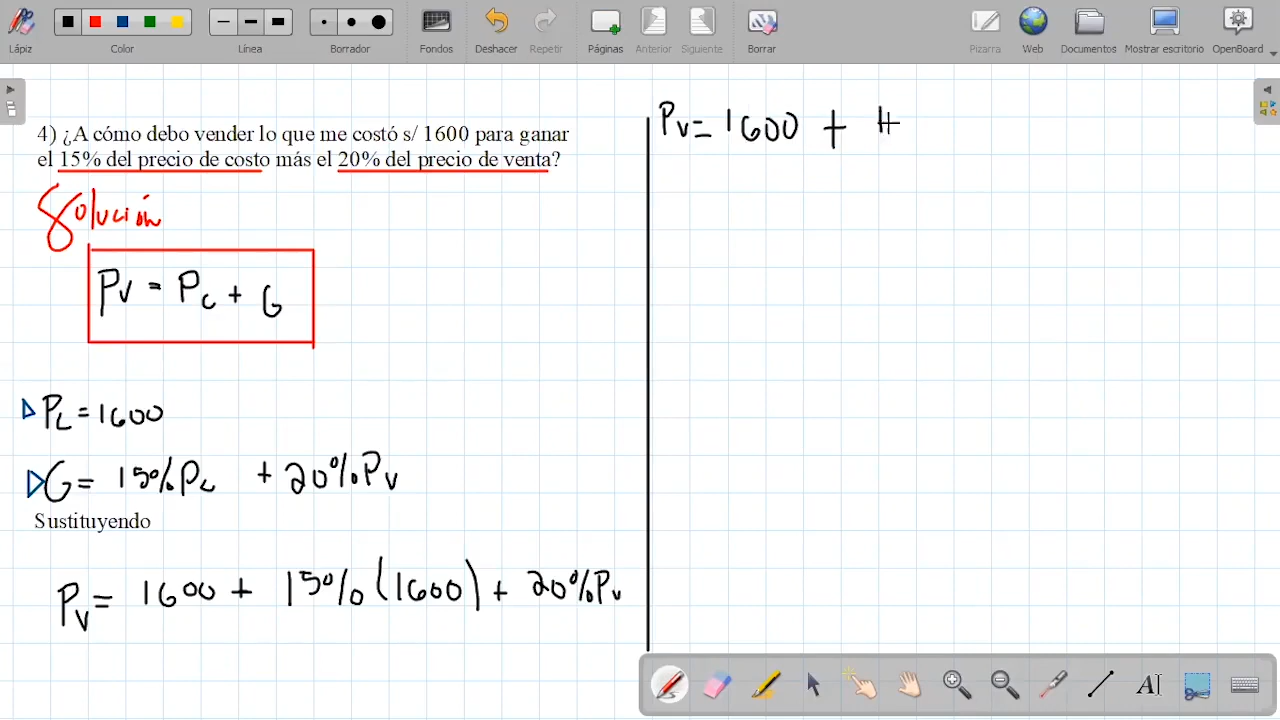 Lápiz
Color
Línea
Borrador
Fondos
Deshacer
Repetir
Páginas
Anterior
Siguiente
Borrar
Pizarra
Web
Documentos
Mostrar escritorio
OpenBoard
4) ¿A cómo debo vender lo que me costó s/ 1600 para ganar
el 15% del precio de costo más el 20% del precio de venta?
Solución
Pv = Pc + G
Pc = 1600
G = 15% Pc + 20% Pv
Sustituyendo
Pv = 1600 + 15% (1600) + 20% Pv
Pv = 1600 +
AI